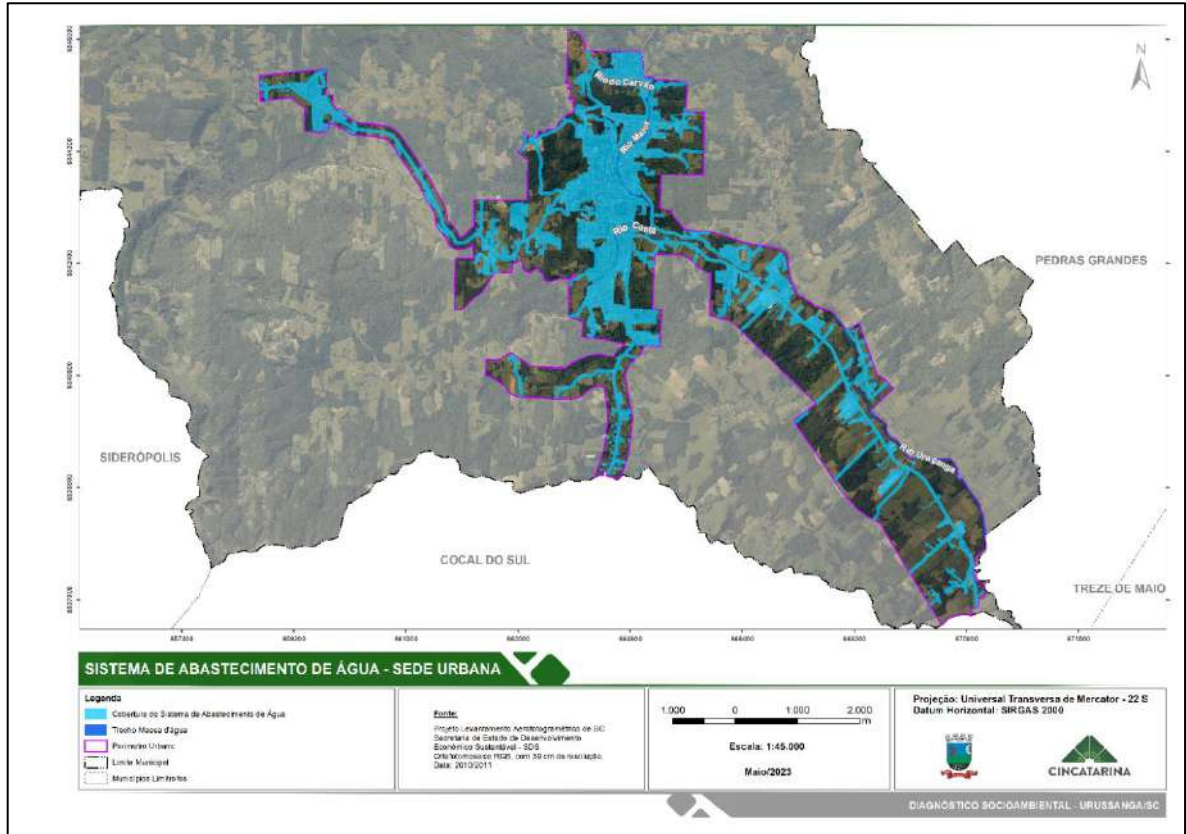 N
Rio do Carvão
Rio Maior
Rio Caeté
PEDRAS GRANDES
Rio Urussanga
SIDERÓPOLIS
COCAL DO SUL
TREZE DE MAIO
SISTEMA DE ABASTECIMENTO DE ÁGUA - SEDE URBANA
Legenda
Cobertura do Sistema de Abastecimento de Água
Trecho Massa d'água
Perímetro Urbano
Limite Municipal
Municípios Limítrofes
Fonte:
Projeto Levantamento Aerofotogramétrico de SC
Secretaria de Estado de Desenvolvimento
Econômico Sustentável - SDS
Ortofotomosaico RGB, com 39 cm de resolução.
Data: 2010/2011
1.000 0 1.000 2.000
m
Escala: 1:45.000
Maio/2023
Projeção: Universal Transversa de Mercator - 22 S
Datum Horizontal: SIRGAS 2000
CINCATARINA
DIAGNÓSTICO SOCIOAMBIENTAL - URUSSANGA/SC